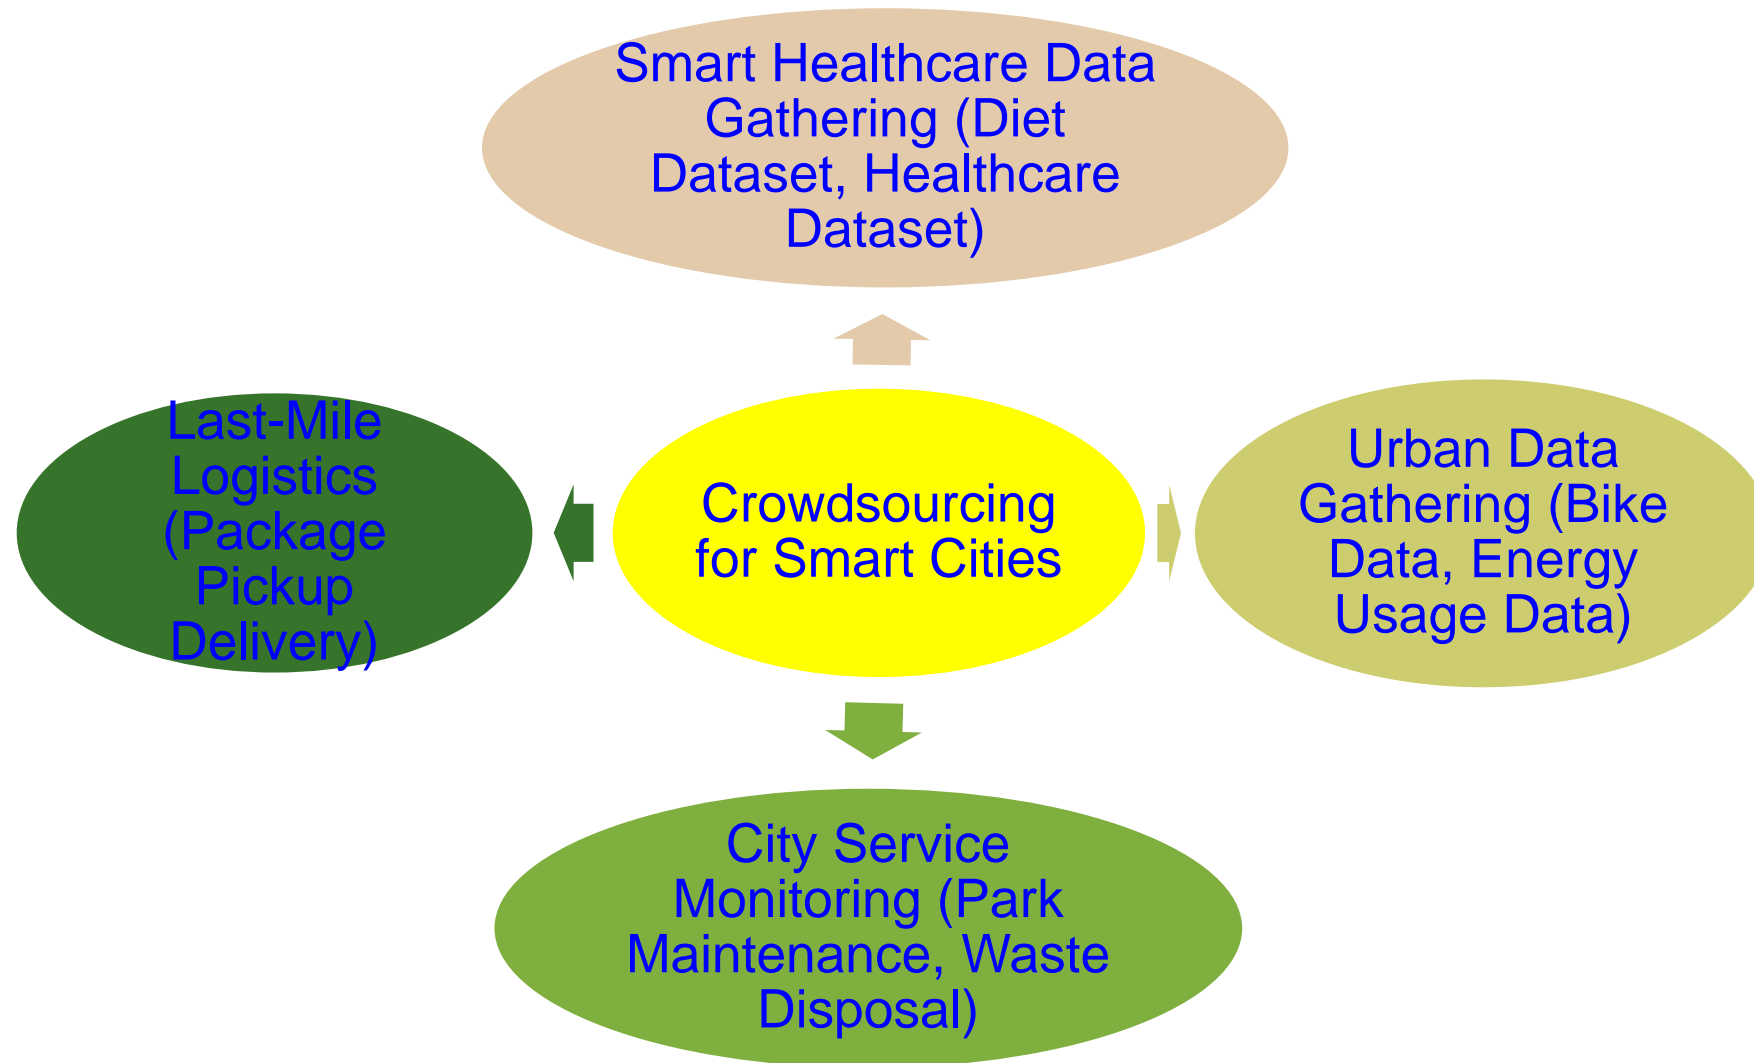 Smart Healthcare Data
Gathering (Diet
Dataset, Healthcare
Dataset)
Last-Mile
Logistics
(Package
Pickup
Delivery)
Crowdsourcing
for Smart Cities
Urban Data
Gathering (Bike
Data, Energy
Usage Data)
City Service
Monitoring (Park
Maintenance, Waste
Disposal)